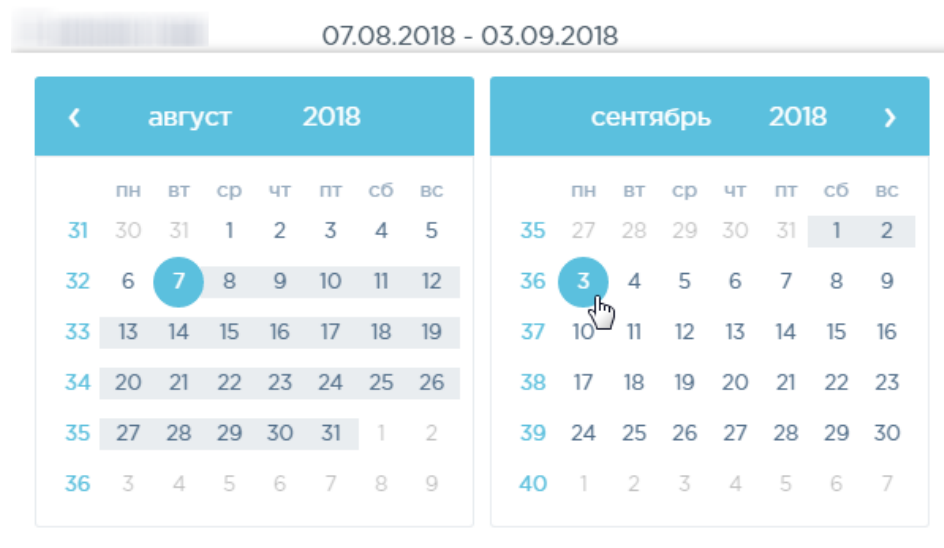 07.08.2018 - 03.09.2018
август 2018
пн вт ср чт пт сб вс
31 30 31 1 2 3 4 5
32 6 7 8 9 10 11 12
33 13 14 15 16 17 18 19
34 20 21 22 23 24 25 26
35 27 28 29 30 31 1 2
36 3 4 5 6 7 8 9
сентябрь 2018
пн вт ср чт пт сб вс
35 27 28 29 30 31 1 2
36 3 4 5 6 7 8 9
37 10 11 12 13 14 15 16
38 17 18 19 20 21 22 23
39 24 25 26 27 28 29 30
40 1 2 3 4 5 6 7